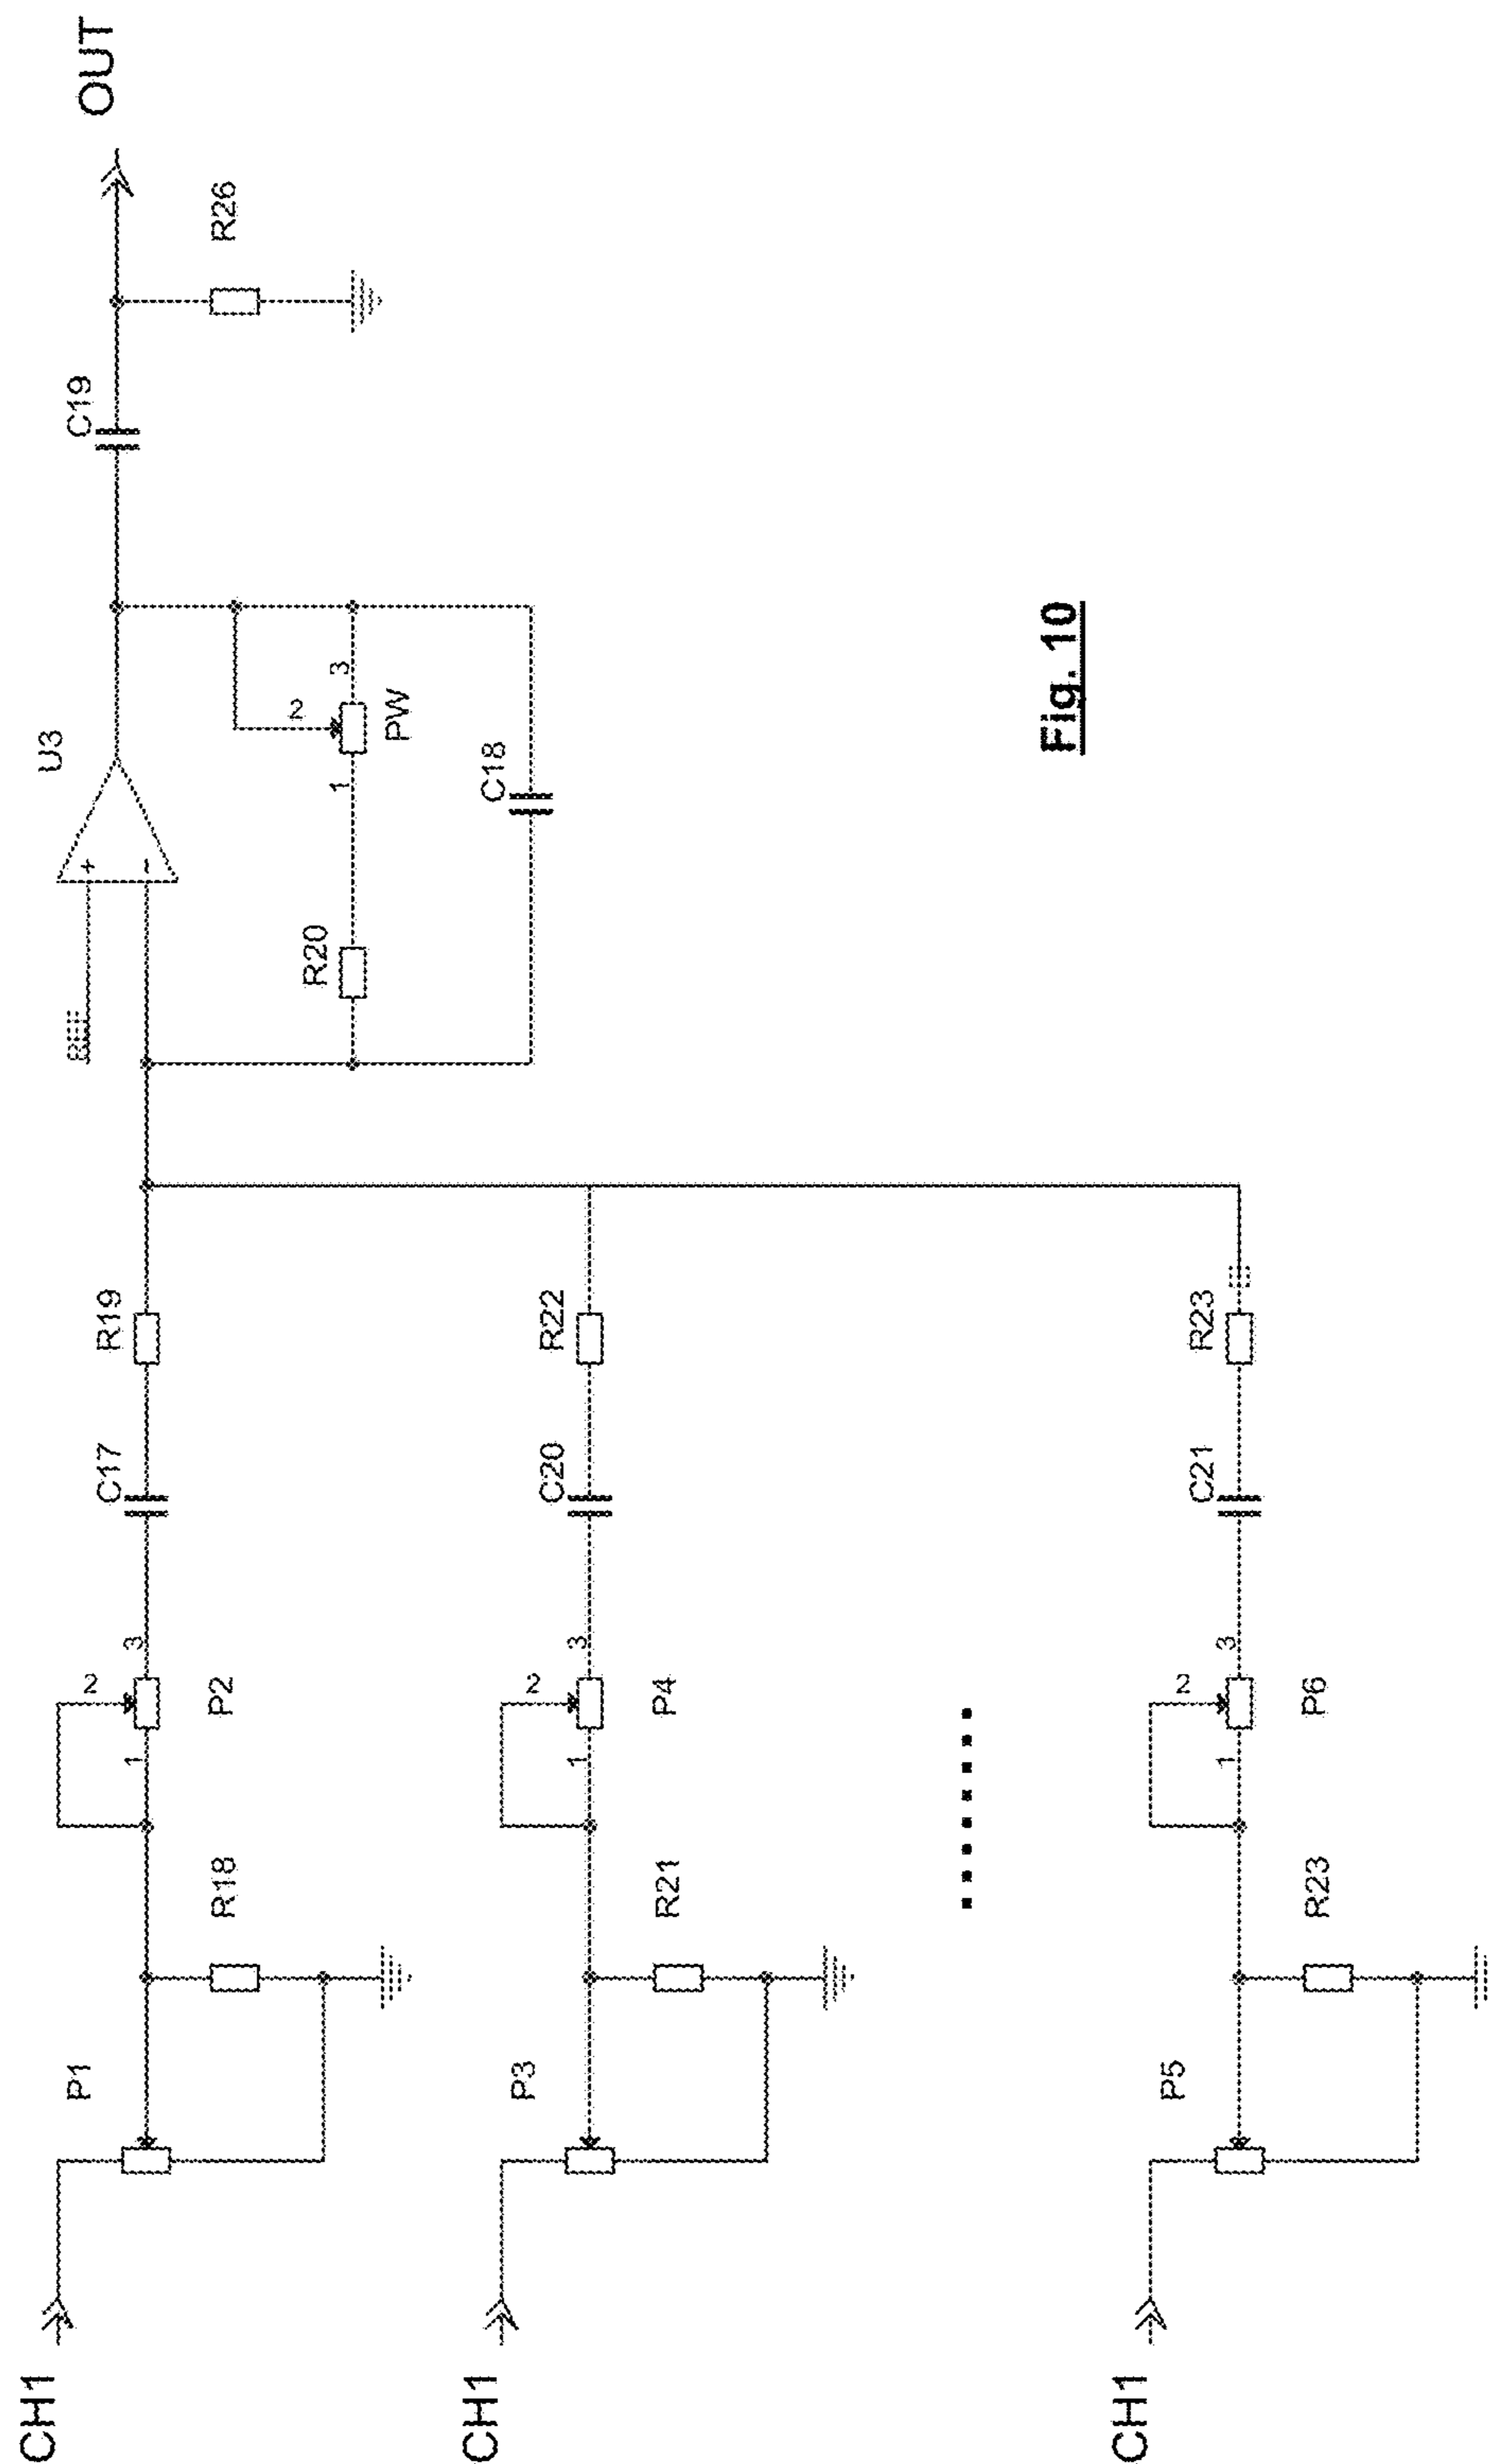 CH1
P1
R18
1
2
3
P2
C17
R19
REF
U3
+
-
R20
1
2
3
PW
C18
C19
R26
OUT
CH1
P3
R21
1
2
3
P4
C20
R22
CH1
P5
R23
1
2
3
P6
C21
R23
Fig. 10